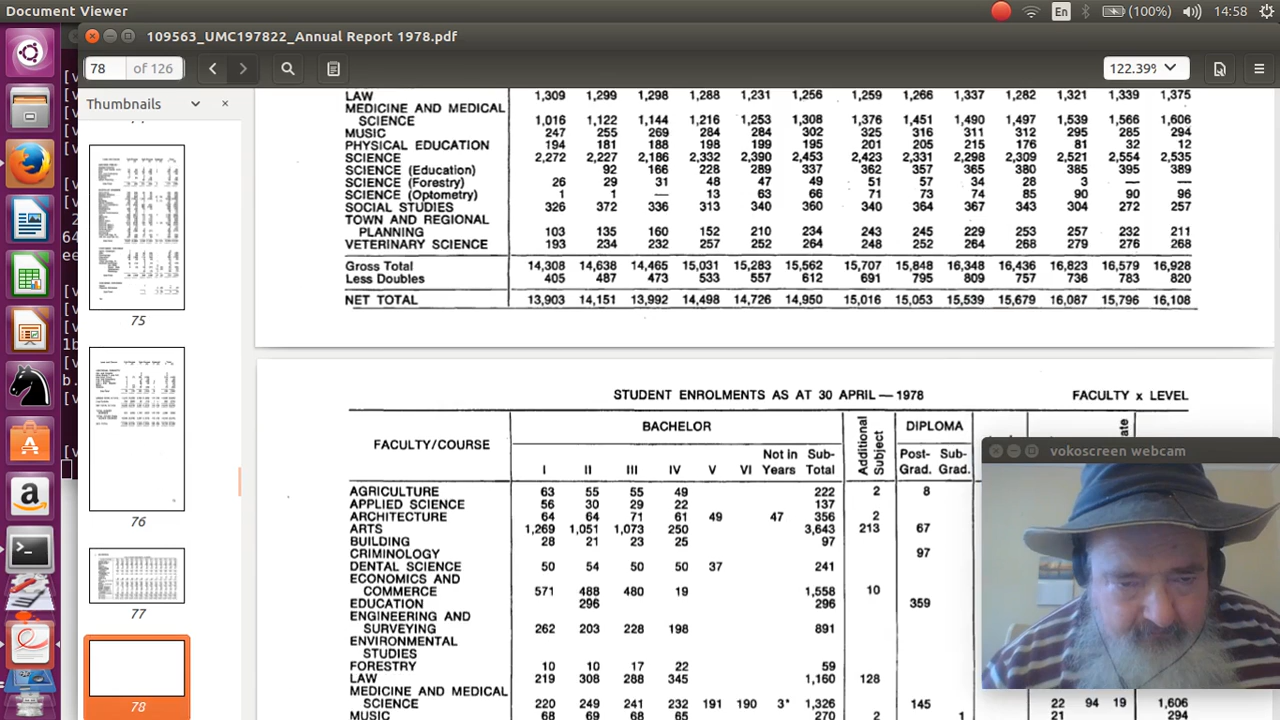 Document Viewer
En
(100%)
14:58
109563_UMC197822_Annual Report 1978.pdf
78 of 126
122.39%
Thumbnails
75
76
77
78
LAW 1,309 1,299 1,298 1,288 1,231 1,256 1,259 1,266 1,337 1,282 1,321 1,339 1,375
MEDICINE AND MEDICAL
SCIENCE 1,016 1,122 1,144 1,216 1,253 1,308 1,376 1,451 1,490 1,497 1,539 1,566 1,606
MUSIC 247 255 269 284 284 302 325 316 311 312 295 285 294
PHYSICAL EDUCATION 194 181 188 198 199 195 201 205 215 176 81 32 12
SCIENCE 2,272 2,227 2,186 2,332 2,390 2,453 2,423 2,331 2,298 2,309 2,521 2,554 2,535
SCIENCE (Education) 92 166 228 289 337 362 357 365 380 385 395 389
SCIENCE (Forestry) 26 29 31 48 47 49 51 57 34 28 3 — —
SCIENCE (Optometry) 1 1 — 13 63 66 71 73 74 85 90 90 96
SOCIAL STUDIES 326 372 336 313 340 360 340 364 367 343 304 272 257
TOWN AND REGIONAL
PLANNING 103 135 160 152 210 234 243 245 229 253 257 232 211
VETERINARY SCIENCE 193 234 232 257 252 264 248 252 264 268 279 276 268
Gross Total 14,308 14,638 14,465 15,031 15,283 15,562 15,707 15,848 16,348 16,436 16,823 16,579 16,928
Less Doubles 405 487 473 533 557 612 691 795 809 757 736 783 820
NET TOTAL 13,903 14,151 13,992 14,498 14,726 14,950 15,016 15,053 15,539 15,679 16,087 15,796 16,108
STUDENT ENROLMENTS AS AT 30 APRIL — 1978 FACULTY x LEVEL
FACULTY/COURSE BACHELOR Additional Subject DIPLOMA
I II III IV V VI Not in Years Sub-Total Post-Grad. Sub-Grad.
AGRICULTURE 63 55 55 49 222 2 8
APPLIED SCIENCE 56 30 29 22 137
ARCHITECTURE 64 64 71 61 49 47 356 2
ARTS 1,269 1,051 1,073 250 3,643 213 67
BUILDING 28 21 23 25 97
CRIMINOLOGY 97
DENTAL SCIENCE 50 54 50 50 37 241
ECONOMICS AND
COMMERCE 571 488 480 19 1,558 10
EDUCATION 296 296 359
ENGINEERING AND
SURVEYING 262 203 228 198 891
ENVIRONMENTAL
STUDIES
FORESTRY 10 10 17 22 59
LAW 219 308 288 345 1,160 128
MEDICINE AND MEDICAL
SCIENCE 220 249 241 232 191 190 3* 1,326 145 22 94 19 1,606
MUSIC 68 69 68 65 270 2 1 21 294
vokoscreen webcam